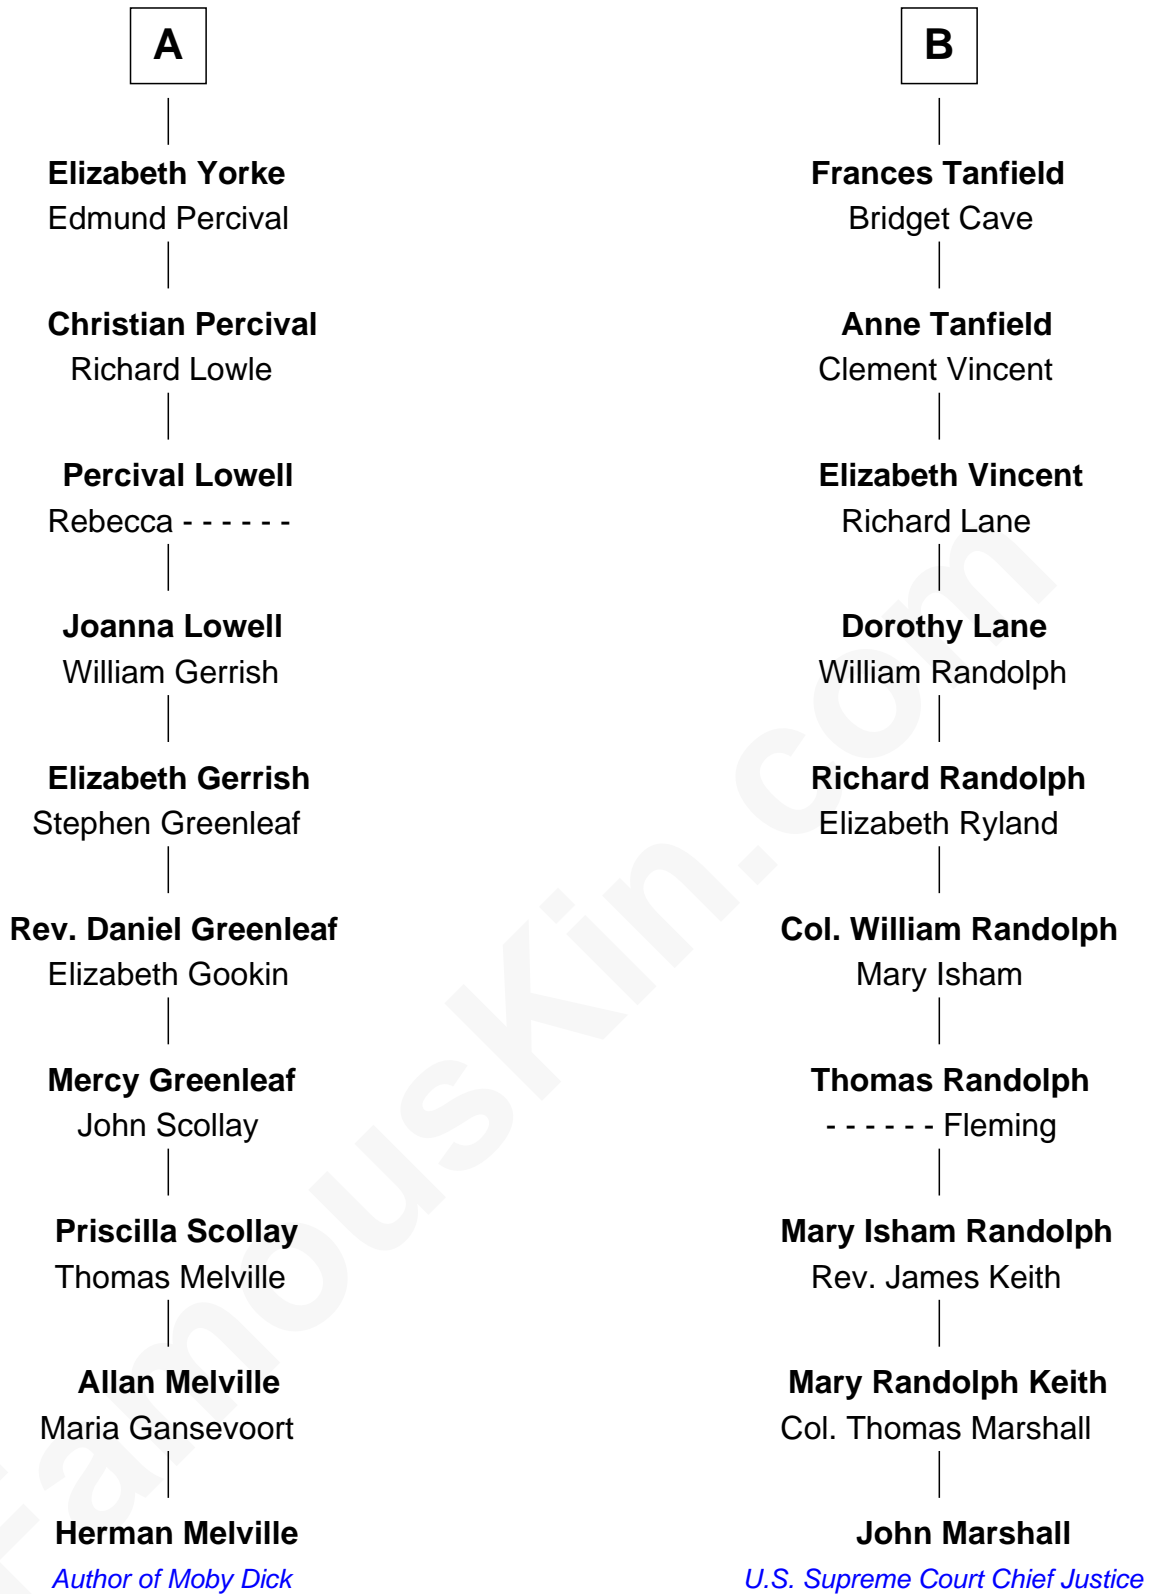 A
Elizabeth Yorke
Edmund Percival
Christian Percival
Richard Lowle
Percival Lowell
Rebecca - - - - - -
Joanna Lowell
William Gerrish
Elizabeth Gerrish
Stephen Greenleaf
Rev. Daniel Greenleaf
Elizabeth Gookin
Mercy Greenleaf
John Scollay
Priscilla Scollay
Thomas Melville
Allan Melville
Maria Gansevoort
Herman Melville
Author of Moby Dick
B
Frances Tanfield
Bridget Cave
Anne Tanfield
Clement Vincent
Elizabeth Vincent
Richard Lane
Dorothy Lane
William Randolph
Richard Randolph
Elizabeth Ryland
Col. William Randolph
Mary Isham
Thomas Randolph
- - - - - - Fleming
Mary Isham Randolph
Rev. James Keith
Mary Randolph Keith
Col. Thomas Marshall
John Marshall
U.S. Supreme Court Chief Justice
FamousKin.com